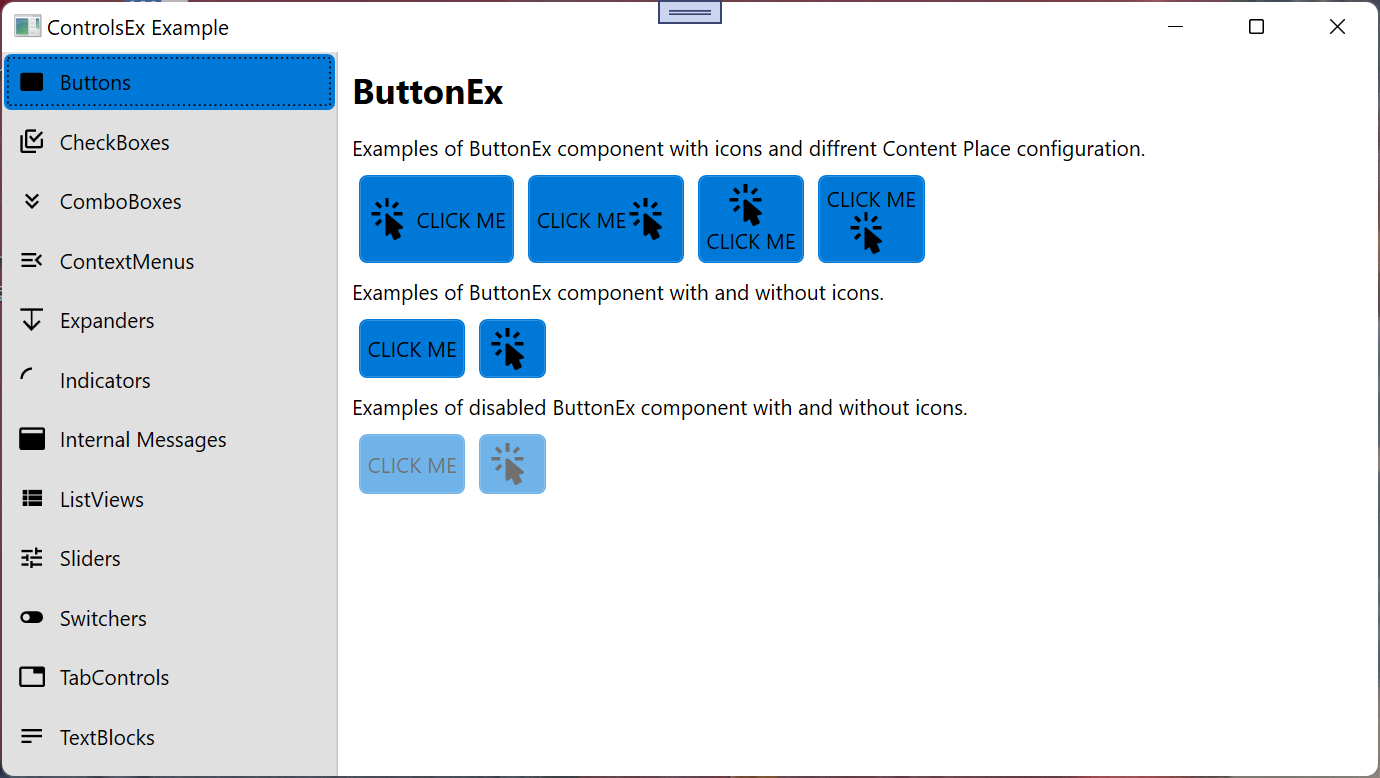 ControlsEx Example
Buttons
CheckBoxes
ComboBoxes
ContextMenus
Expanders
Indicators
Internal Messages
ListViews
Sliders
Switchers
TabControls
TextBlocks
ButtonEx
Examples of ButtonEx component with icons and diffrent Content Place configuration.
CLICK ME
CLICK ME
CLICK ME
CLICK ME
Examples of ButtonEx component with and without icons.
CLICK ME
Examples of disabled ButtonEx component with and without icons.
CLICK ME